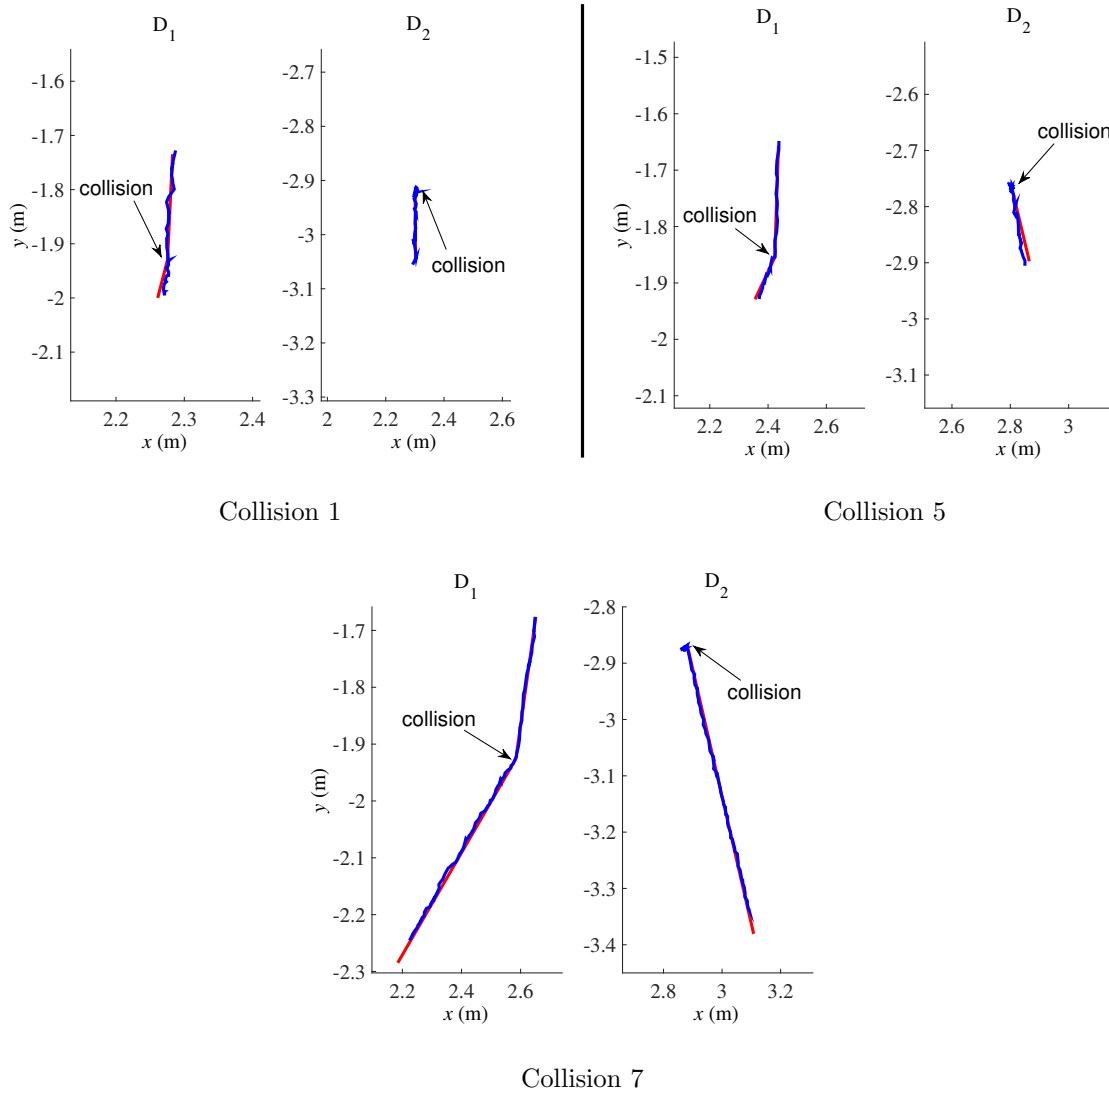 D1
D2
-1.6
-1.7
-1.8
-1.9
-2
-2.1
y (m)
collision
2.2 2.3 2.4
x (m)
-2.7
-2.8
-2.9
-3
-3.1
-3.2
-3.3
collision
2 2.2 2.4 2.6
x (m)
Collision 1
D1
D2
-1.5
-1.6
-1.7
-1.8
-1.9
-2
-2.1
y (m)
collision
2.2 2.4 2.6
x (m)
-2.6
-2.7
-2.8
-2.9
-3
-3.1
collision
2.6 2.8 3
x (m)
Collision 5
D1
D2
-1.7
-1.8
-1.9
-2
-2.1
-2.2
-2.3
y (m)
collision
2.2 2.4 2.6
x (m)
-2.8
-2.9
-3
-3.1
-3.2
-3.3
-3.4
collision
2.8 3 3.2
x (m)
Collision 7